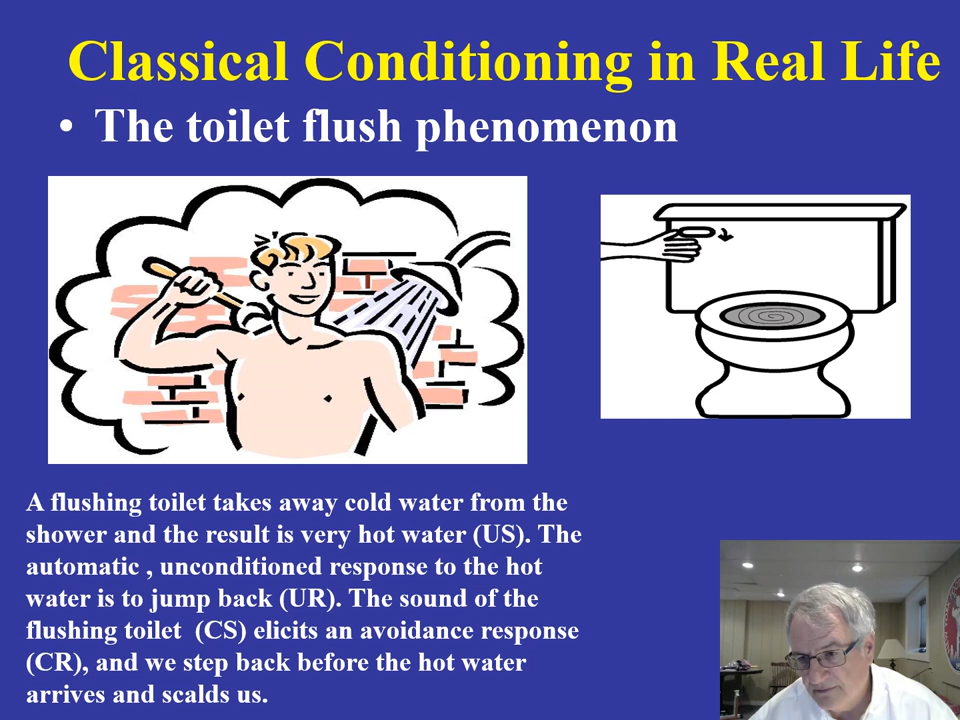 Classical Conditioning in Real Life
• The toilet flush phenomenon
A flushing toilet takes away cold water from the
shower and the result is very hot water (US). The
automatic , unconditioned response to the hot
water is to jump back (UR). The sound of the
flushing toilet (CS) elicits an avoidance response
(CR), and we step back before the hot water
arrives and scalds us.